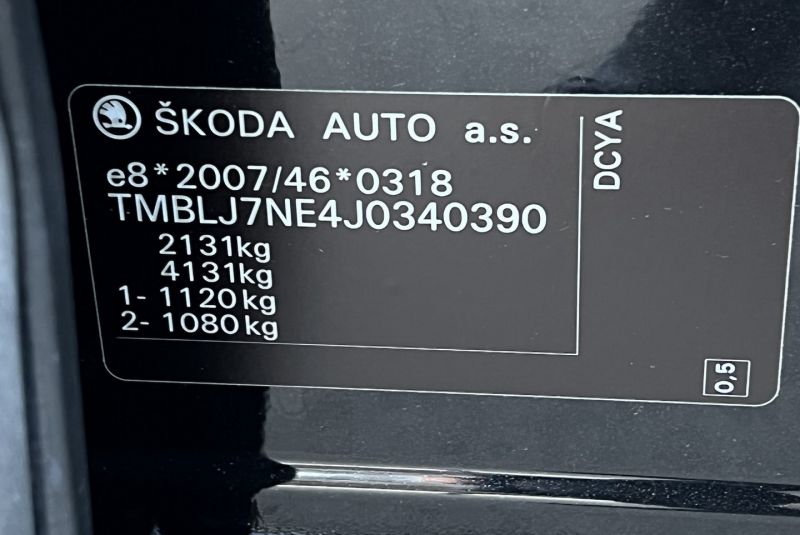 ŠKODA AUTO a.s.
e8*2007/46*0318
TMBLJ7NE4J0340390
2131kg
4131kg
1- 1120kg
2- 1080kg
DCYA
0,5